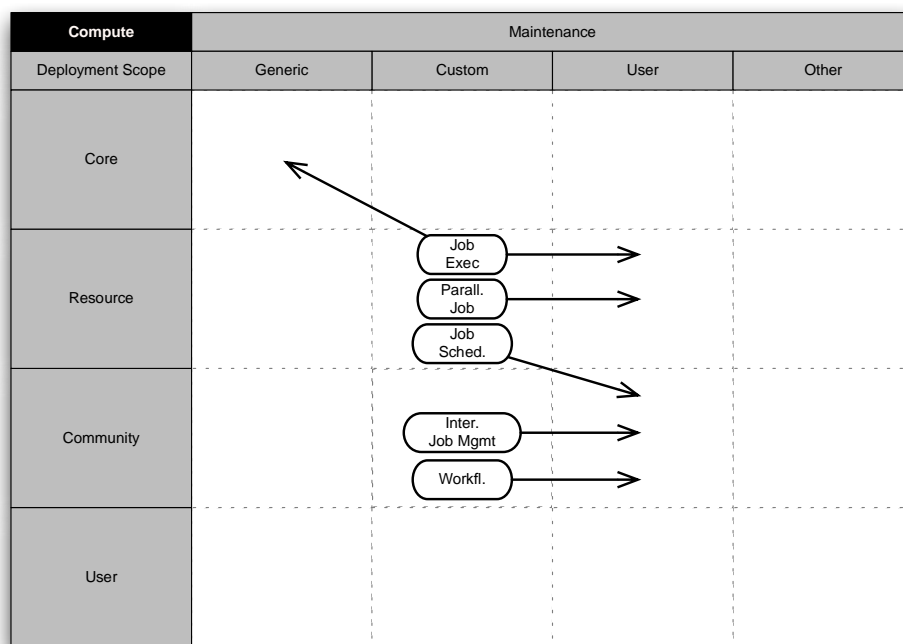 Compute
Maintenance
Deployment Scope
Generic
Custom
User
Other
Core
Resource
Job
Exec
Parall.
Job
Job
Sched.
Community
Inter.
Job Mgmt
Workfl.
User